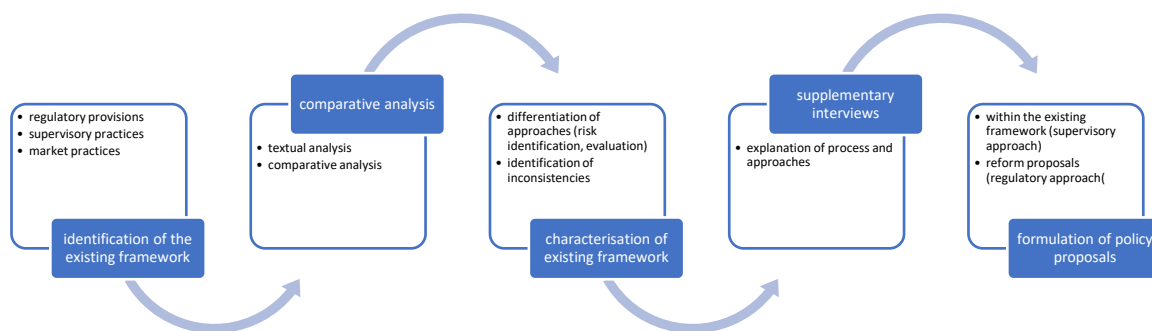 • regulatory provisions
• supervisory practices
• market practices
identification of the
existing framework
comparative analysis
• textual analysis
• comparative analysis
• differentiation of
approaches (risk
identification, evaluation)
• identification of
inconsistencies
characterisation of
existing framework
supplementary
interviews
• explanation of process and
approaches
• within the existing
framework (supervisory
approach)
• reform proposals
(regulatory approach(
formulation of policy
proposals